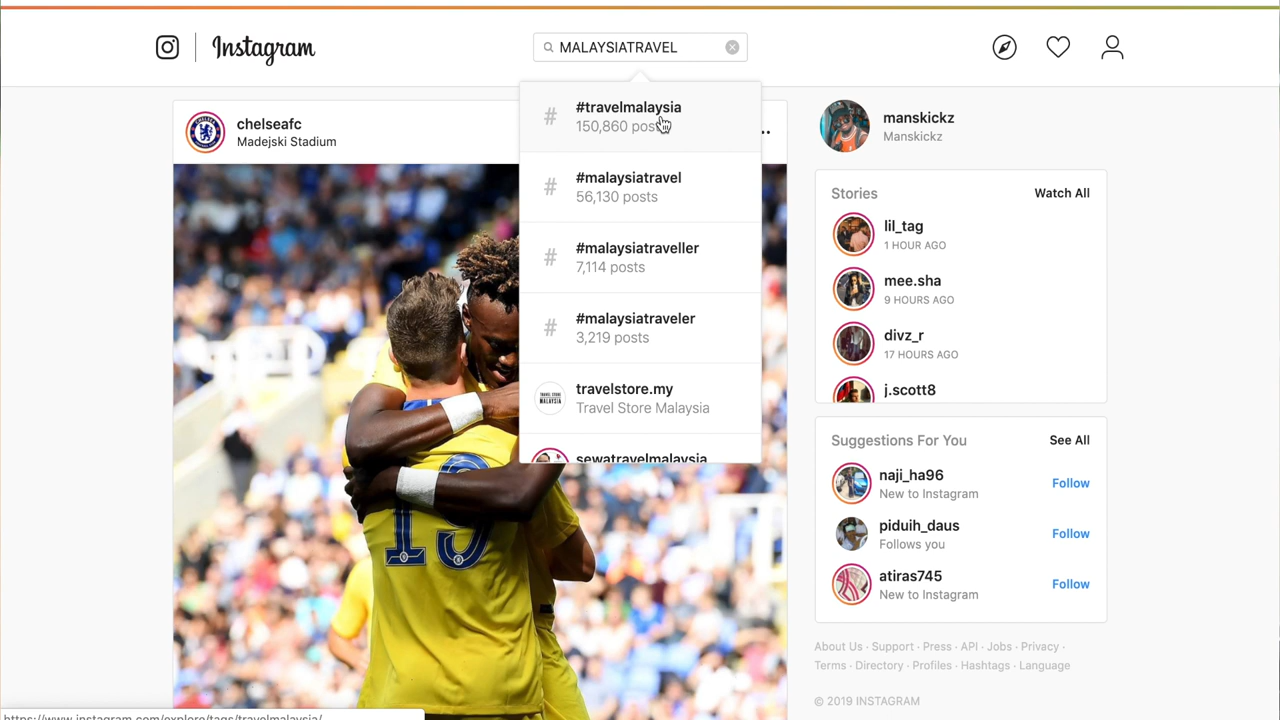 Instagram
MALAYSIATRAVEL
chelseafc
Madejski Stadium
#travelmalaysia
150,860 posts
#malaysiatravel
56,130 posts
#malaysiatraveller
7,114 posts
#malaysiatraveler
3,219 posts
travelstore.my
Travel Store Malaysia
TRAVEL STORE
MALAYSIA
sewatravelmalaysia
19
manskickz
Manskickz
Stories
Watch All
lil_tag
1 HOUR AGO
mee.sha
9 HOURS AGO
divz_r
17 HOURS AGO
j.scott8
Suggestions For You
See All
naji_ha96
New to Instagram
Follow
piduih_daus
Follows you
Follow
atiras745
New to Instagram
Follow
About Us · Support · Press · API · Jobs · Privacy ·
Terms · Directory · Profiles · Hashtags · Language
© 2019 INSTAGRAM
https://www.instagram.com/explore/tags/travelmalaysia/